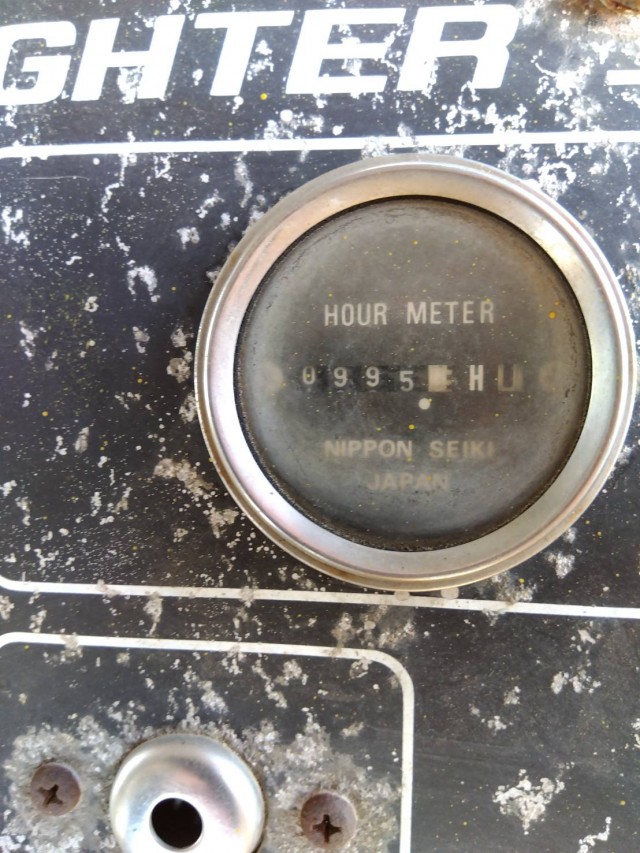 GHTER
HOUR METER
0995 H
NIPPON SEIKI
JAPAN